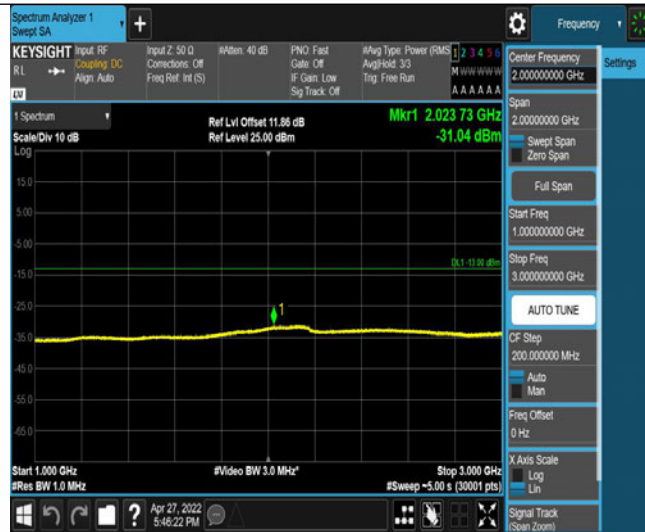 Spectrum Analyzer 1
Swept SA
+
Frequency
KEYSIGHT
RL
Input: RF
Coupling: DC
Align: Auto
Input Z: 50 Ω
Corrections: Off
Freq Ref: Int (S)
#Atten: 40 dB
PNO: Fast
Gate: Off
IF Gain: Low
Sig Track: Off
#Avg Type: Power (RMS
Avg|Hold: 3/3
Trig: Free Run
1 2 3 4 5 6
M W W W W W
A A A A A A
1 Spectrum
Scale/Div 10 dB
Log
Ref Lvl Offset 11.86 dB
Ref Level 25.00 dBm
Mkr1 2.023 73 GHz
-31.04 dBm
15.0
5.00
-5.00
-15.0
-25.0
-35.0
-45.0
-55.0
-65.0
DL1 -13.00 dBm
1
Start 1.000 GHz
#Res BW 1.0 MHz
#Video BW 3.0 MHz*
Stop 3.000 GHz
#Sweep ~5.00 s (30001 pts)
Apr 27, 2022
5:46:22 PM
?
Center Frequency
2.000000000 GHz
Settings
Span
2.00000000 GHz
Swept Span
Zero Span
Full Span
Start Freq
1.000000000 GHz
Stop Freq
3.000000000 GHz
AUTO TUNE
CF Step
200.000000 MHz
Auto
Man
Freq Offset
0 Hz
X Axis Scale
Log
Lin
Signal Track
(Span Zoom)